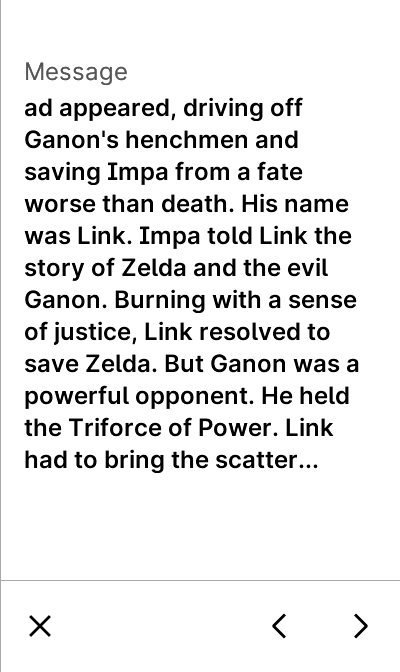 Message
ad appeared, driving off
Ganon's henchmen and
saving Impa from a fate
worse than death. His name
was Link. Impa told Link the
story of Zelda and the evil
Ganon. Burning with a sense
of justice, Link resolved to
save Zelda. But Ganon was a
powerful opponent. He held
the Triforce of Power. Link
had to bring the scatter...